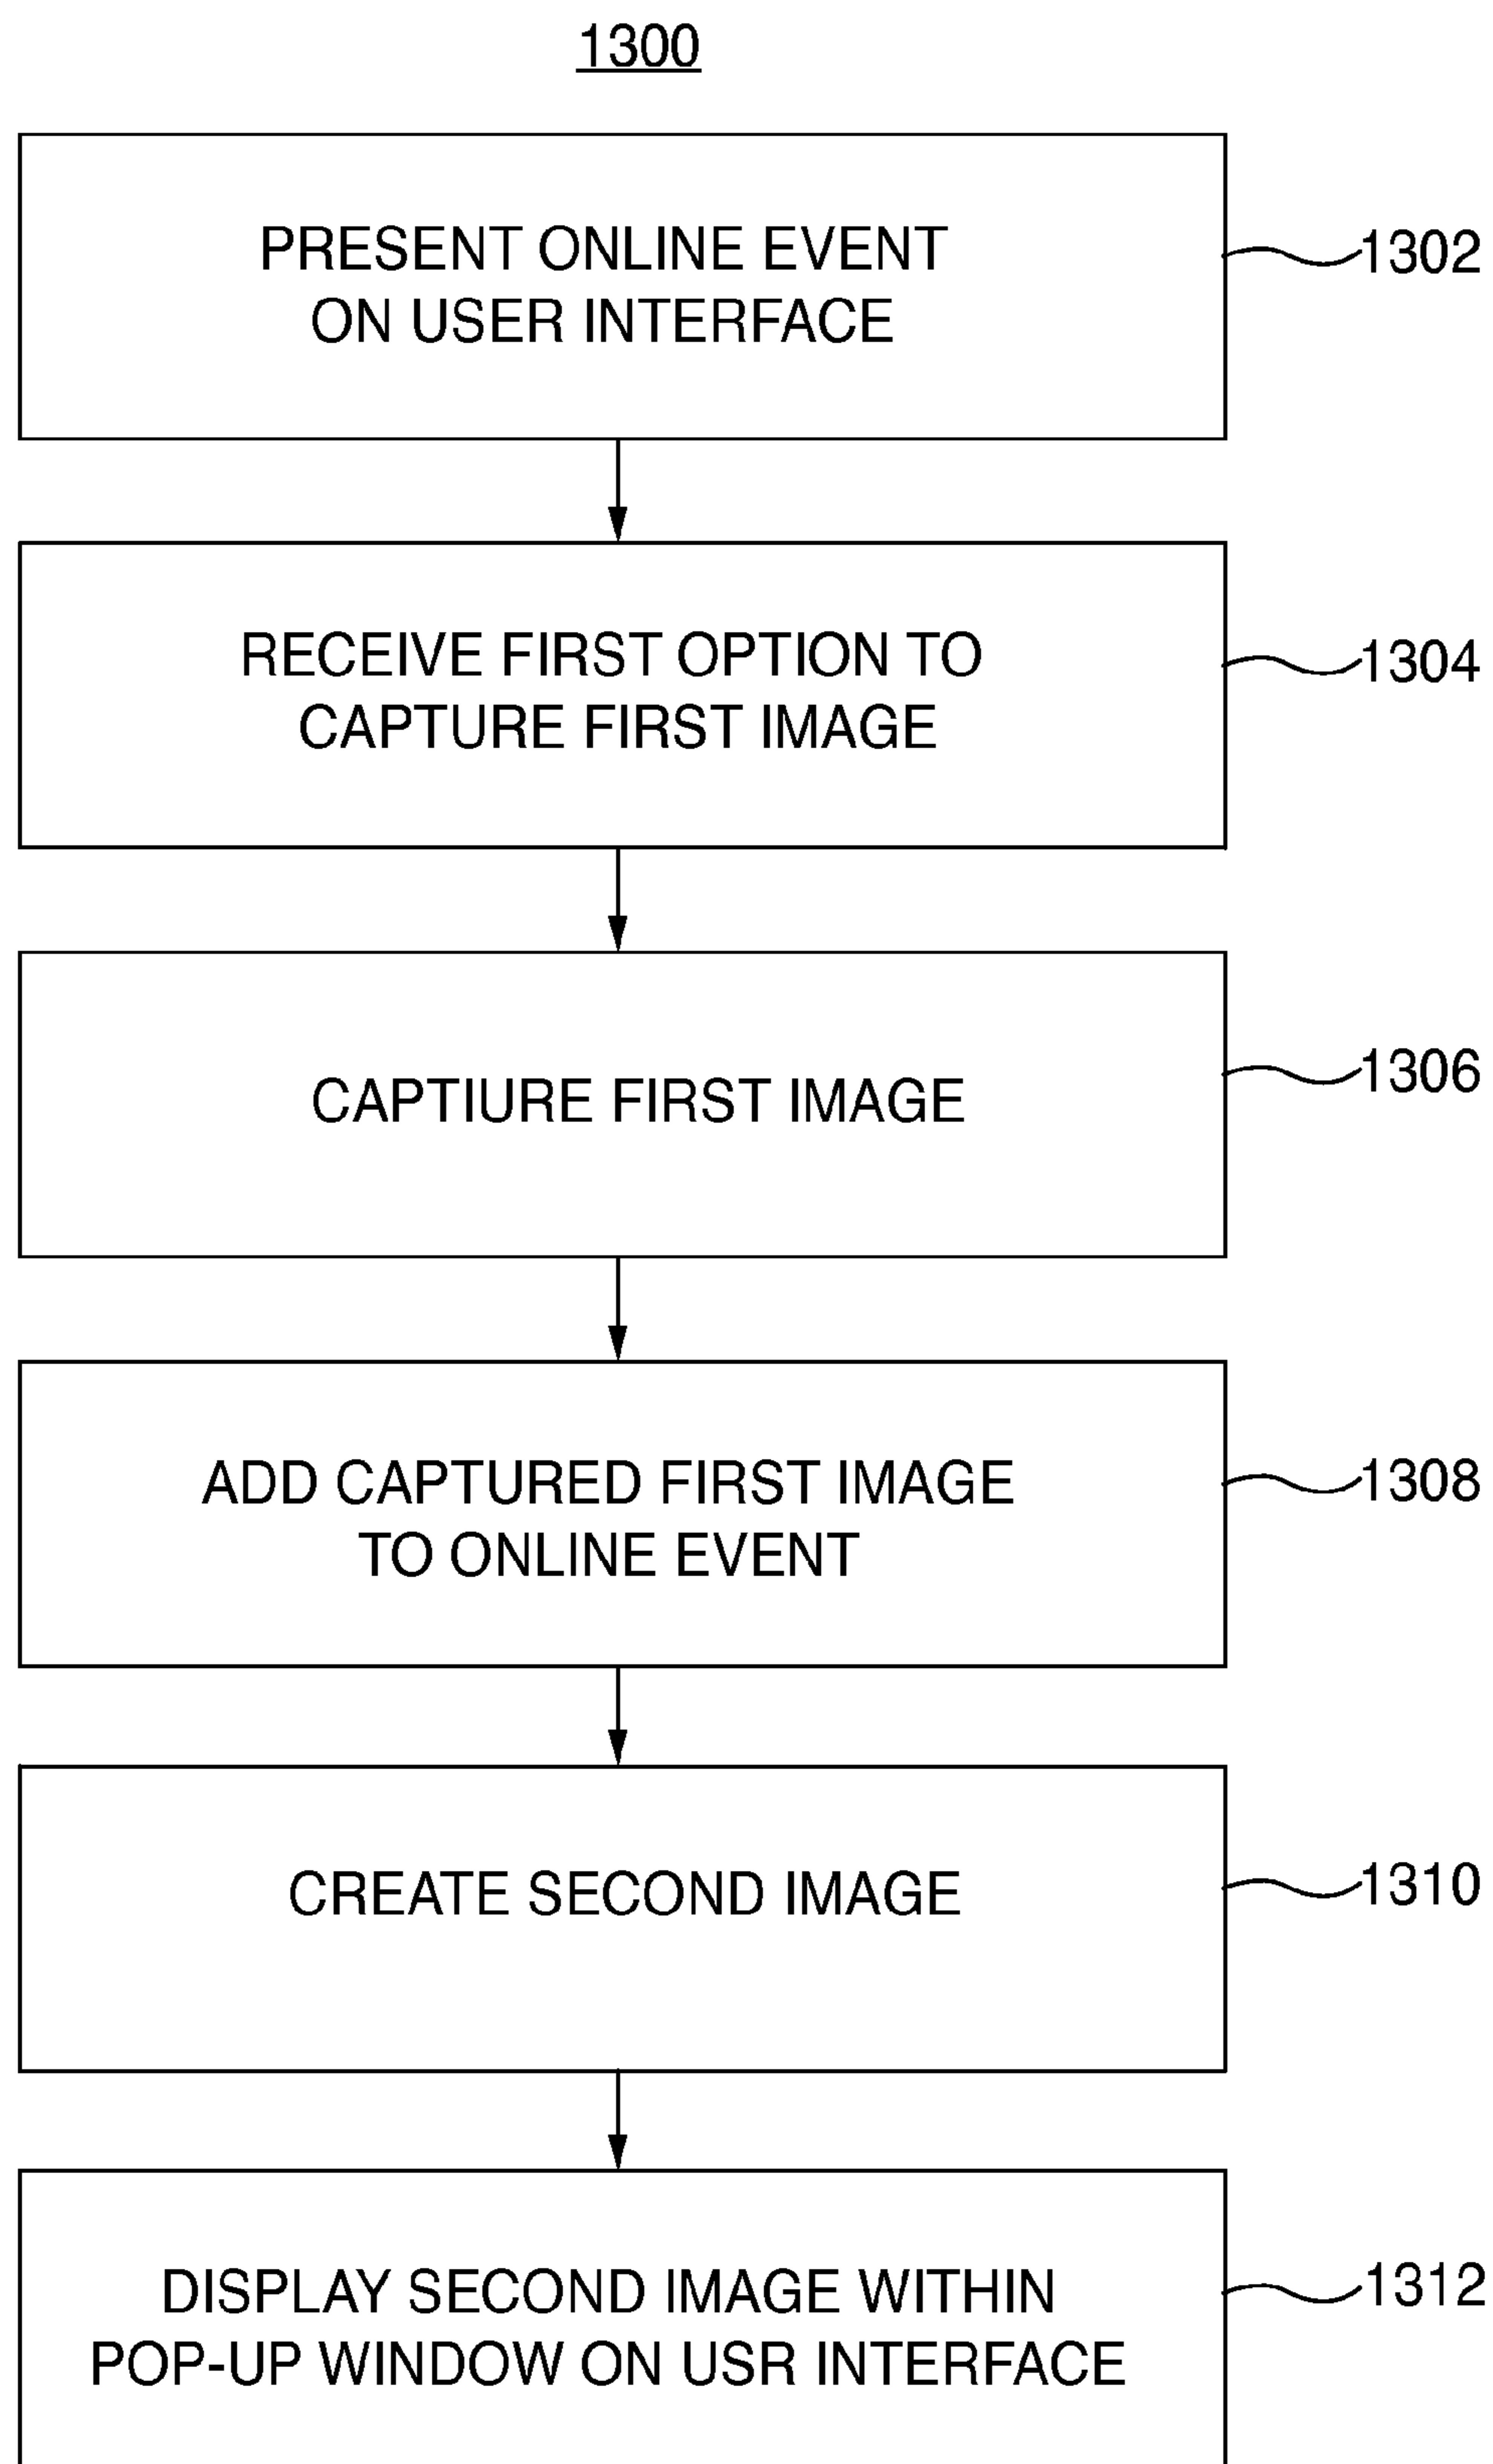 1300
PRESENT ONLINE EVENT
ON USER INTERFACE
1302
RECEIVE FIRST OPTION TO
CAPTURE FIRST IMAGE
1304
CAPTIURE FIRST IMAGE
1306
ADD CAPTURED FIRST IMAGE
TO ONLINE EVENT
1308
CREATE SECOND IMAGE
1310
DISPLAY SECOND IMAGE WITHIN
POP-UP WINDOW ON USR INTERFACE
1312